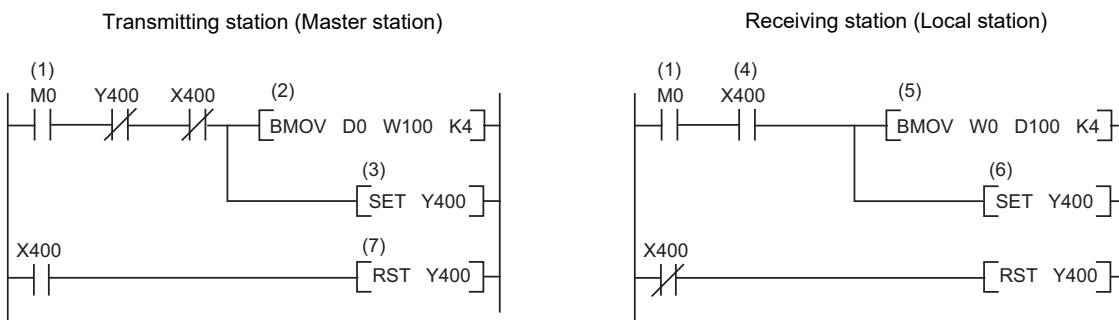 Transmitting station (Master station)
(1)
M0 Y400 X400 (2)
BMOV D0 W100 K4
(3)
SET Y400
X400 (7)
RST Y400
Receiving station (Local station)
(1) (4)
M0 X400 (5)
BMOV W0 D100 K4
(6)
SET Y400
X400
RST Y400